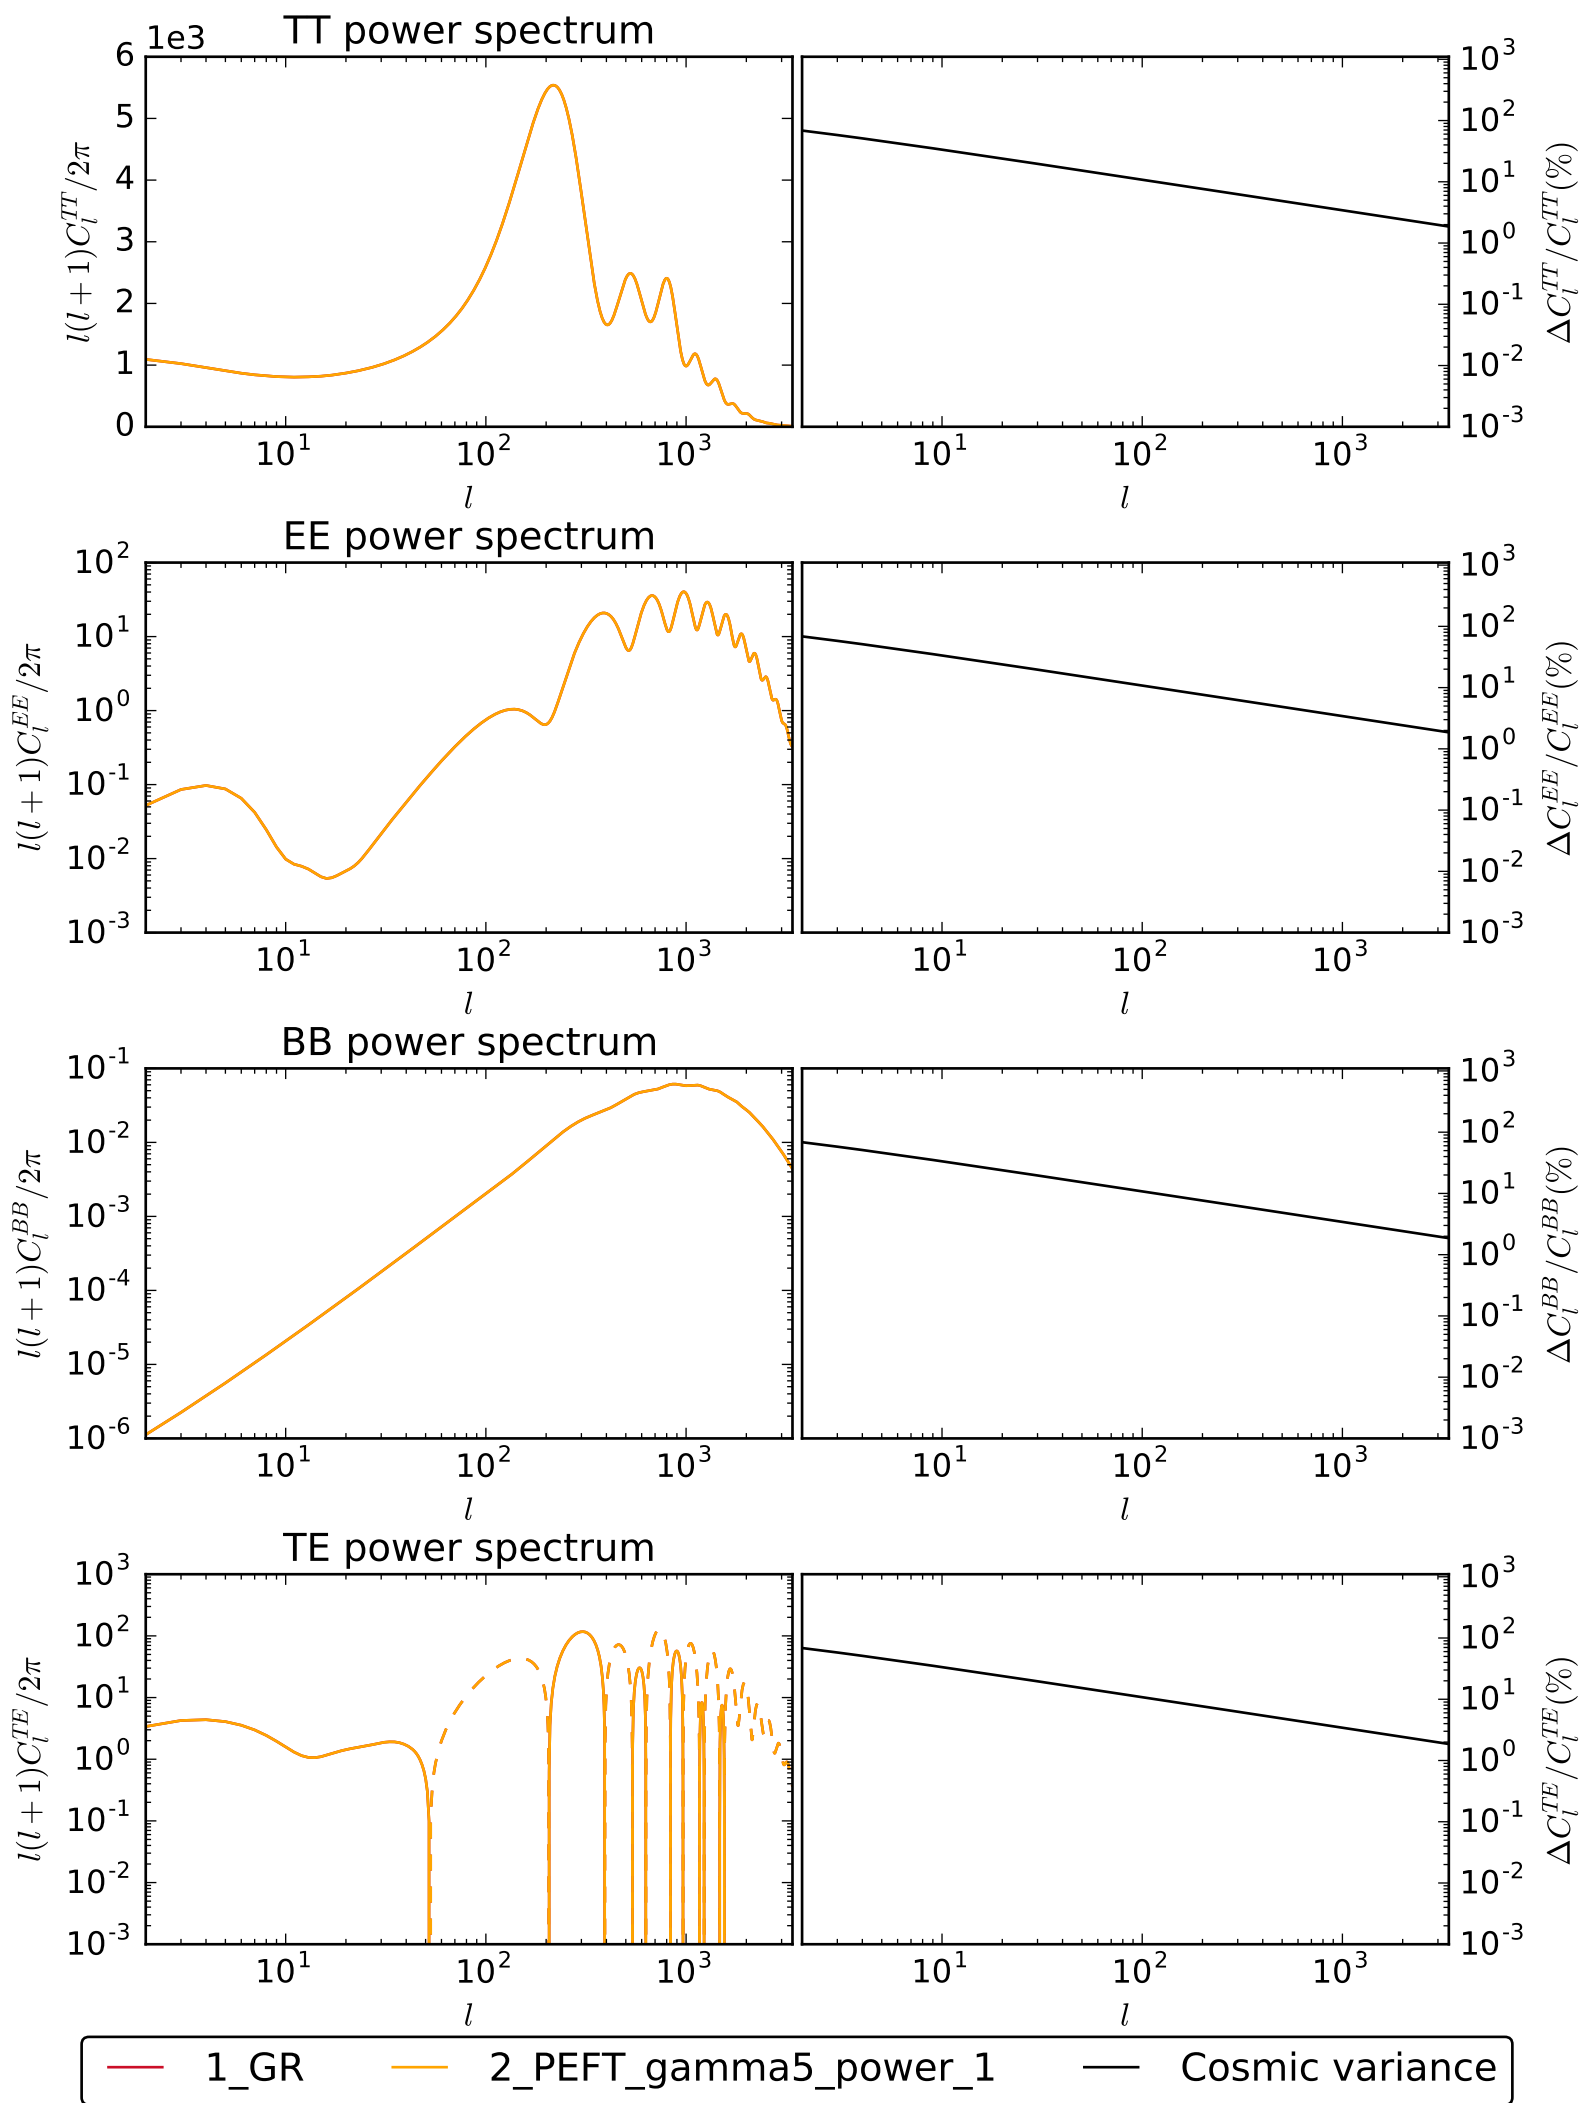 TT power spectrum
1e3
6
5
4
3
2
1
0
l(l+1)C_l^{TT}/2π
10^1 10^2 10^3
l
10^3
10^2
10^1
10^0
10^-1
10^-2
10^-3
ΔC_l^{TT}/C_l^{TT}(%)
10^1 10^2 10^3
l
EE power spectrum
10^2
10^1
10^0
10^-1
10^-2
10^-3
l(l+1)C_l^{EE}/2π
10^1 10^2 10^3
l
10^3
10^2
10^1
10^0
10^-1
10^-2
10^-3
ΔC_l^{EE}/C_l^{EE}(%)
10^1 10^2 10^3
l
BB power spectrum
10^-1
10^-2
10^-3
10^-4
10^-5
10^-6
l(l+1)C_l^{BB}/2π
10^1 10^2 10^3
l
10^3
10^2
10^1
10^0
10^-1
10^-2
10^-3
ΔC_l^{BB}/C_l^{BB}(%)
10^1 10^2 10^3
l
TE power spectrum
10^3
10^2
10^1
10^0
10^-1
10^-2
10^-3
l(l+1)C_l^{TE}/2π
10^1 10^2 10^3
l
10^3
10^2
10^1
10^0
10^-1
10^-2
10^-3
ΔC_l^{TE}/C_l^{TE}(%)
10^1 10^2 10^3
l
1_GR 2_PEFT_gamma5_power_1 Cosmic variance